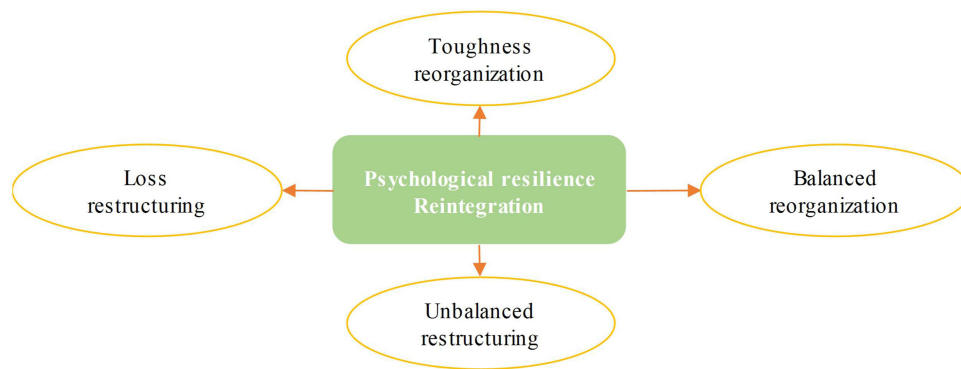 Toughness
reorganization
Loss
restructuring
Psychological resilience
Reintegration
Balanced
reorganization
Unbalanced
restructuring